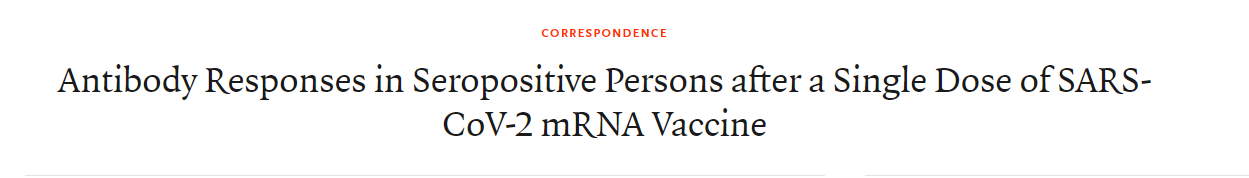 CORRESPONDENCE
Antibody Responses in Seropositive Persons after a Single Dose of SARS-
CoV-2 mRNA Vaccine